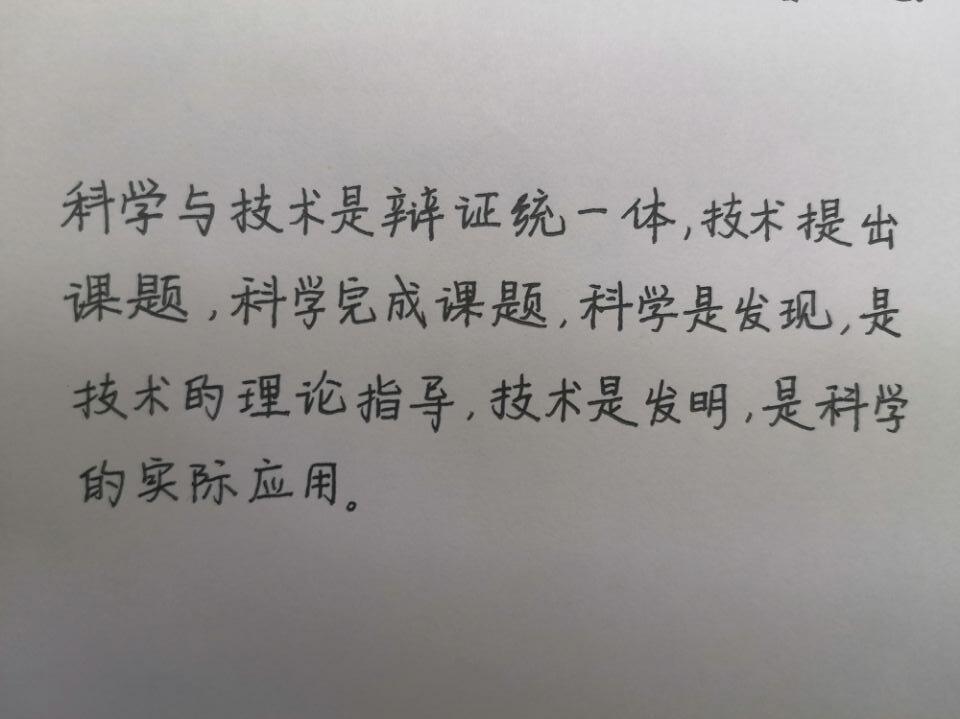 科学与技术是辩证统一体,技术提出
课题,科学完成课题,科学是发现,是
技术的理论指导,技术是发明,是科学
的实际应用。